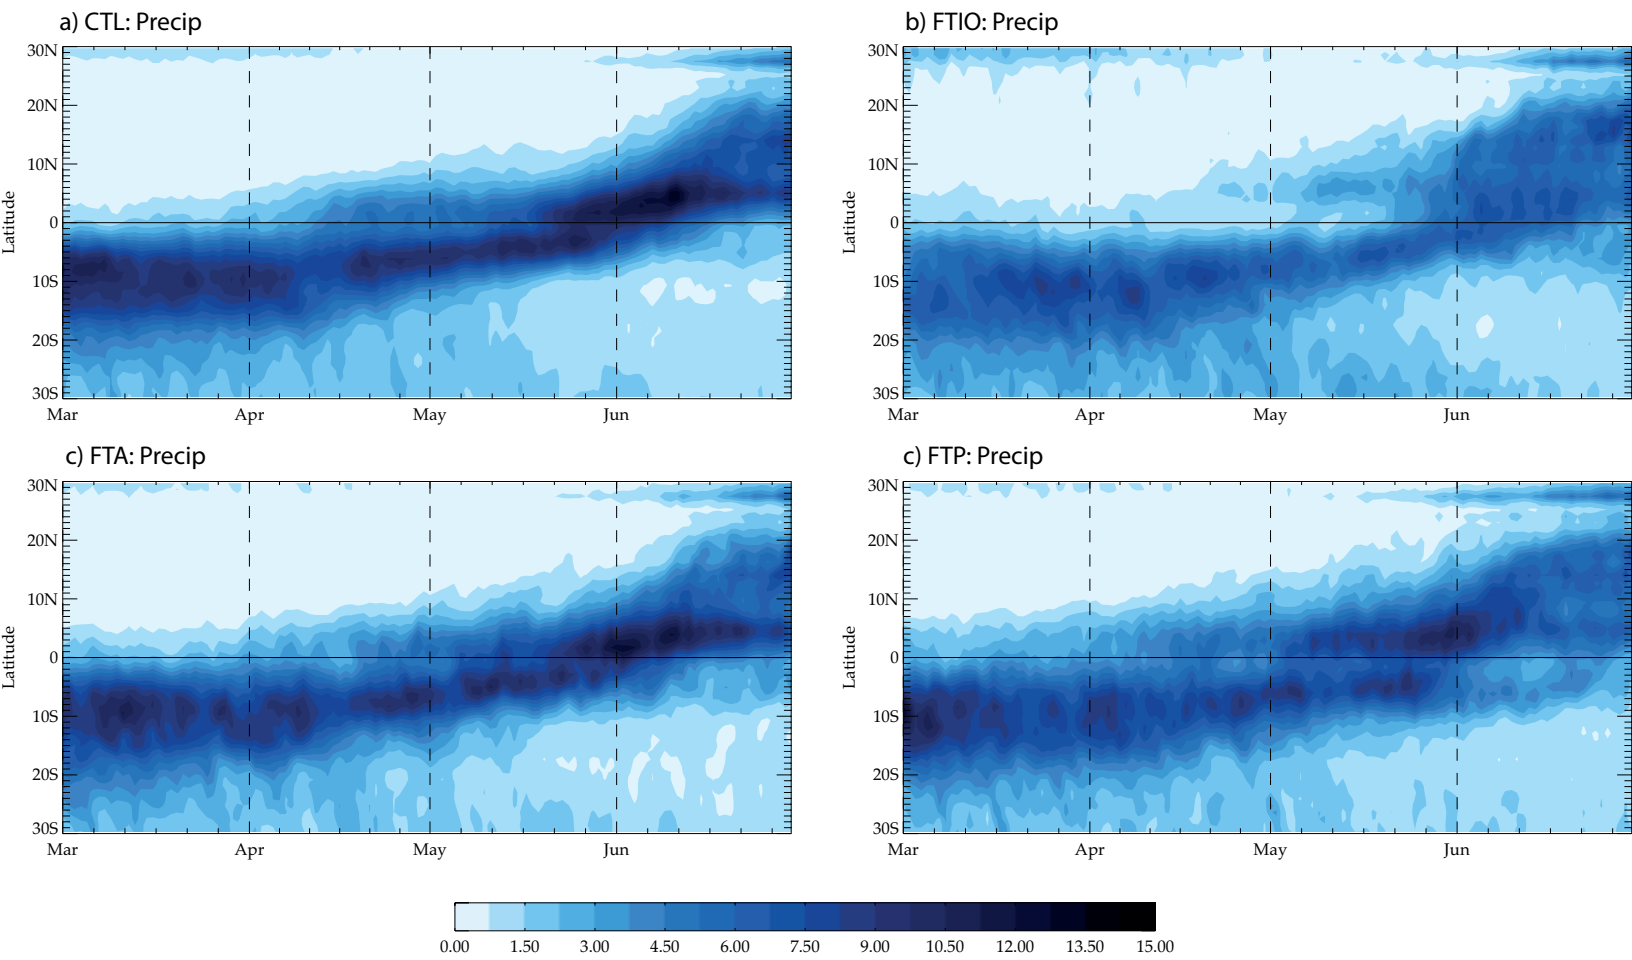 a) CTL: Precip
b) FTIO: Precip
30N
20N
10N
0
10S
20S
30S
Latitude
Mar
Apr
May
Jun
30N
20N
10N
0
10S
20S
30S
Latitude
Mar
Apr
May
Jun
c) FTA: Precip
c) FTP: Precip
30N
20N
10N
0
10S
20S
30S
Latitude
Mar
Apr
May
Jun
30N
20N
10N
0
10S
20S
30S
Latitude
Mar
Apr
May
Jun
0.00 1.50 3.00 4.50 6.00 7.50 9.00 10.50 12.00 13.50 15.00